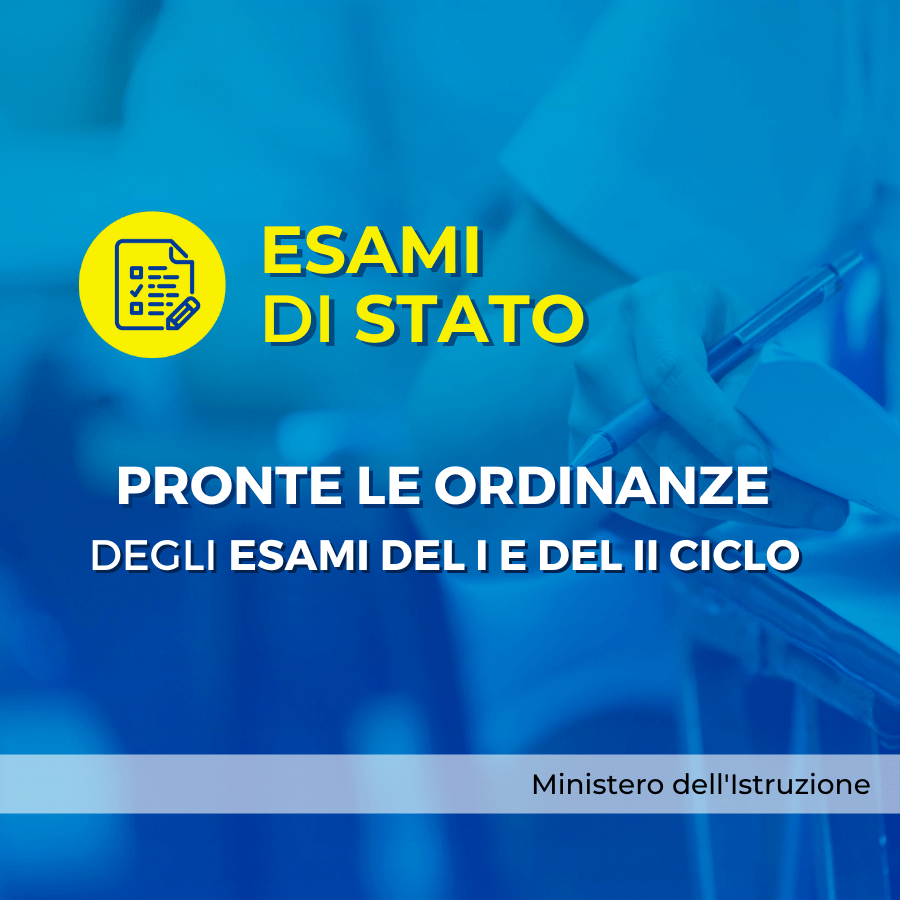 ESAMI
DI STATO
PRONTE LE ORDINANZE
DEGLI ESAMI DEL I E DEL II CICLO
Ministero dell'Istruzione